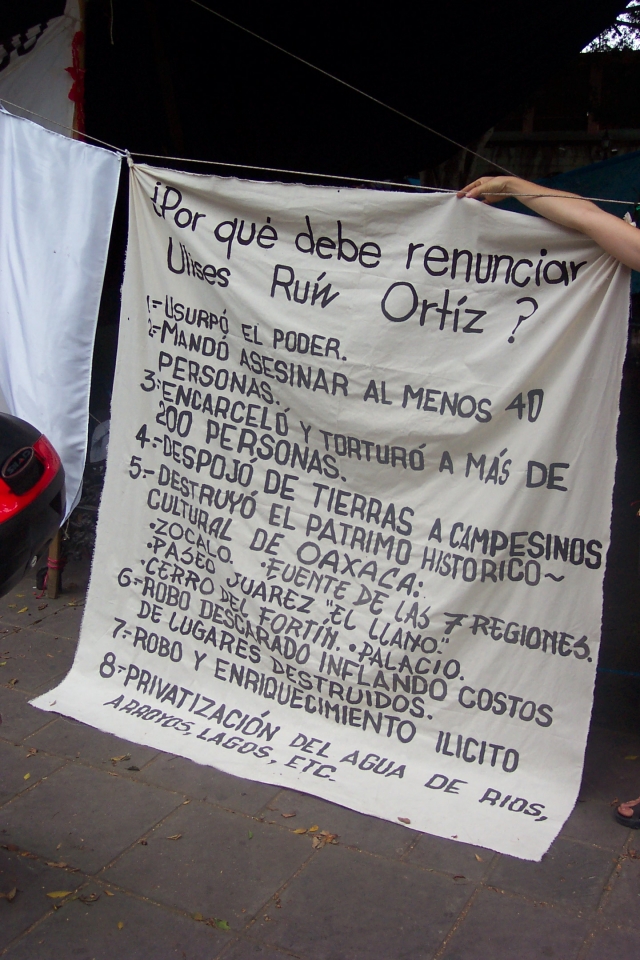 ¿Por qué debe renunciar
Ulises Ruíz Ortíz ?
1.-USURPÓ EL PODER.
2.-MANDÓ ASESINAR AL MENOS 40
PERSONAS.
3.-ENCARCELÓ Y TORTURÓ A MÁS DE
200 PERSONAS.
4.-DESPOJÓ DE TIERRAS A CAMPESINOS
5.-DESTRUYÓ EL PATRIMO HISTORICO~
CULTURAL DE OAXACA:
•ZOCALO. •FUENTE DE LAS 7 REGIONES.
•PASEO JUAREZ "EL LLANO."
•CERRO DEL FORTÍN. •PALACIO.
6.-ROBO DESCARADO INFLANDO COSTOS
DE LUGARES DESTRUIDOS.
7.-ROBO Y ENRIQUECIMIENTO ILICITO
8.-PRIVATIZACIÓN DEL AGUA DE RIOS,
ARROYOS, LAGOS, ETC.